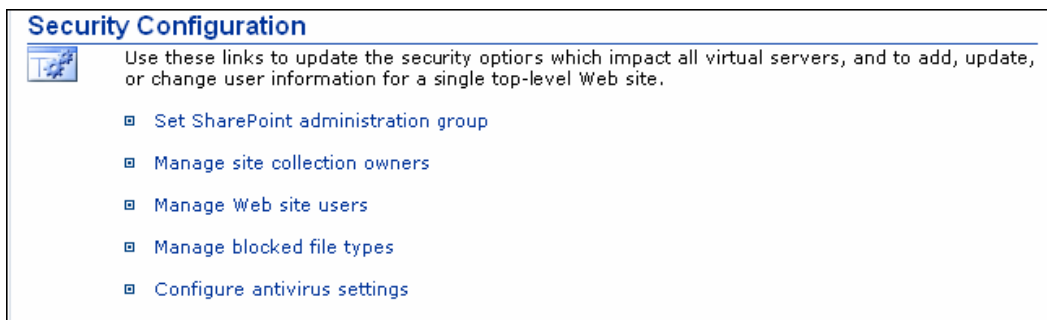 Security Configuration
Use these links to update the security options which impact all virtual servers, and to add, update,
or change user information for a single top-level Web site.
Set SharePoint administration group
Manage site collection owners
Manage Web site users
Manage blocked file types
Configure antivirus settings